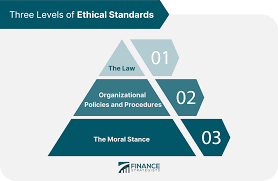 Three Levels of Ethical Standards
The Law
01
Organizational
Policies and Procedures
02
The Moral Stance
03
FINANCE
STRATEGISTS